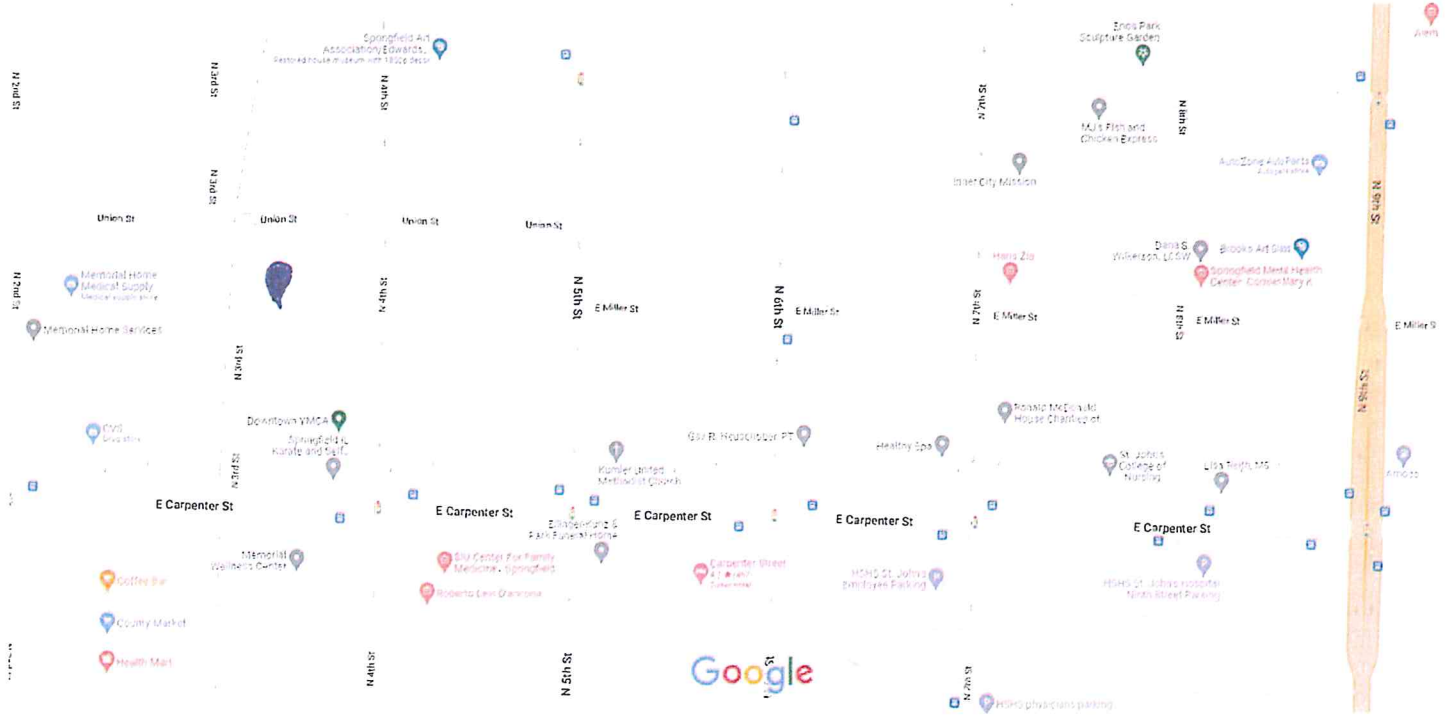 Enos Park
Sculpture Garden
Springfield Art
Association/Edwards,
Restored house museum with 1850s decor
N 2nd St
N 3rd St
N 4th St
N 7th St
N 8th St
MJ's Fish and
Chicken Express
N 3rd St
Inner City Mission
AutoZone Auto Parts
N 9th St
Union St
Union St
Union St
Union St
Dana S
Wilkerson, LCSW
Brooks Art Glass
Hans Zip
Springfield Mental Health
Memorial Home
Medical Supply
Medical supply store
N 2nd St
N 4th St
N 5th St
N 6th St
N 7th St
N 8th St
E Miller St
E Miller St
E Miller St
E Miller St
E Miller S
Memorial Home Services
N 3rd St
N 9th St
Downtown YMCA
Springfield IL
Karate and Self
CVS
Ronald McDonald
House Charities of
Healthy Spa
Kumler United
Methodist Church
St. John's
College of
Nursing
N 3rd St
E Carpenter St
E Carpenter St
E Carpenter St
E Carpenter St
E Carpenter St
Park Funeral Home
Memorial
Wellness Center
SIU Center For Family
Medicine - Springfield
Carpenter Street
HSHS St. John's
Employee Parking
HSHS St. John's Hospital
Ninth Street Parking
Coffee Bar
County Market
Health Mart
N 4th St
N 5th St
Google
N 7th St
HSHS physicians parking